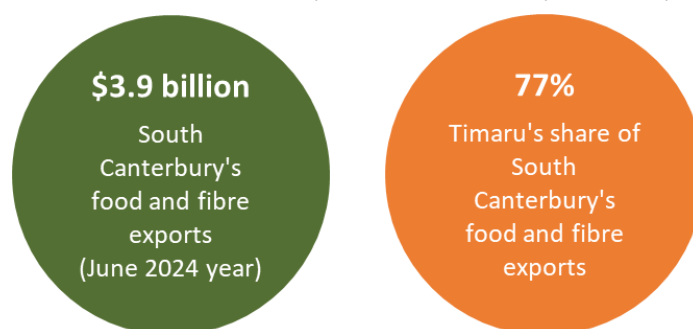 $3.9 billion
South
Canterbury's
food and fibre
exports
(June 2024 year)
77%
Timaru's share of
South
Canterbury's
food and fibre
exports